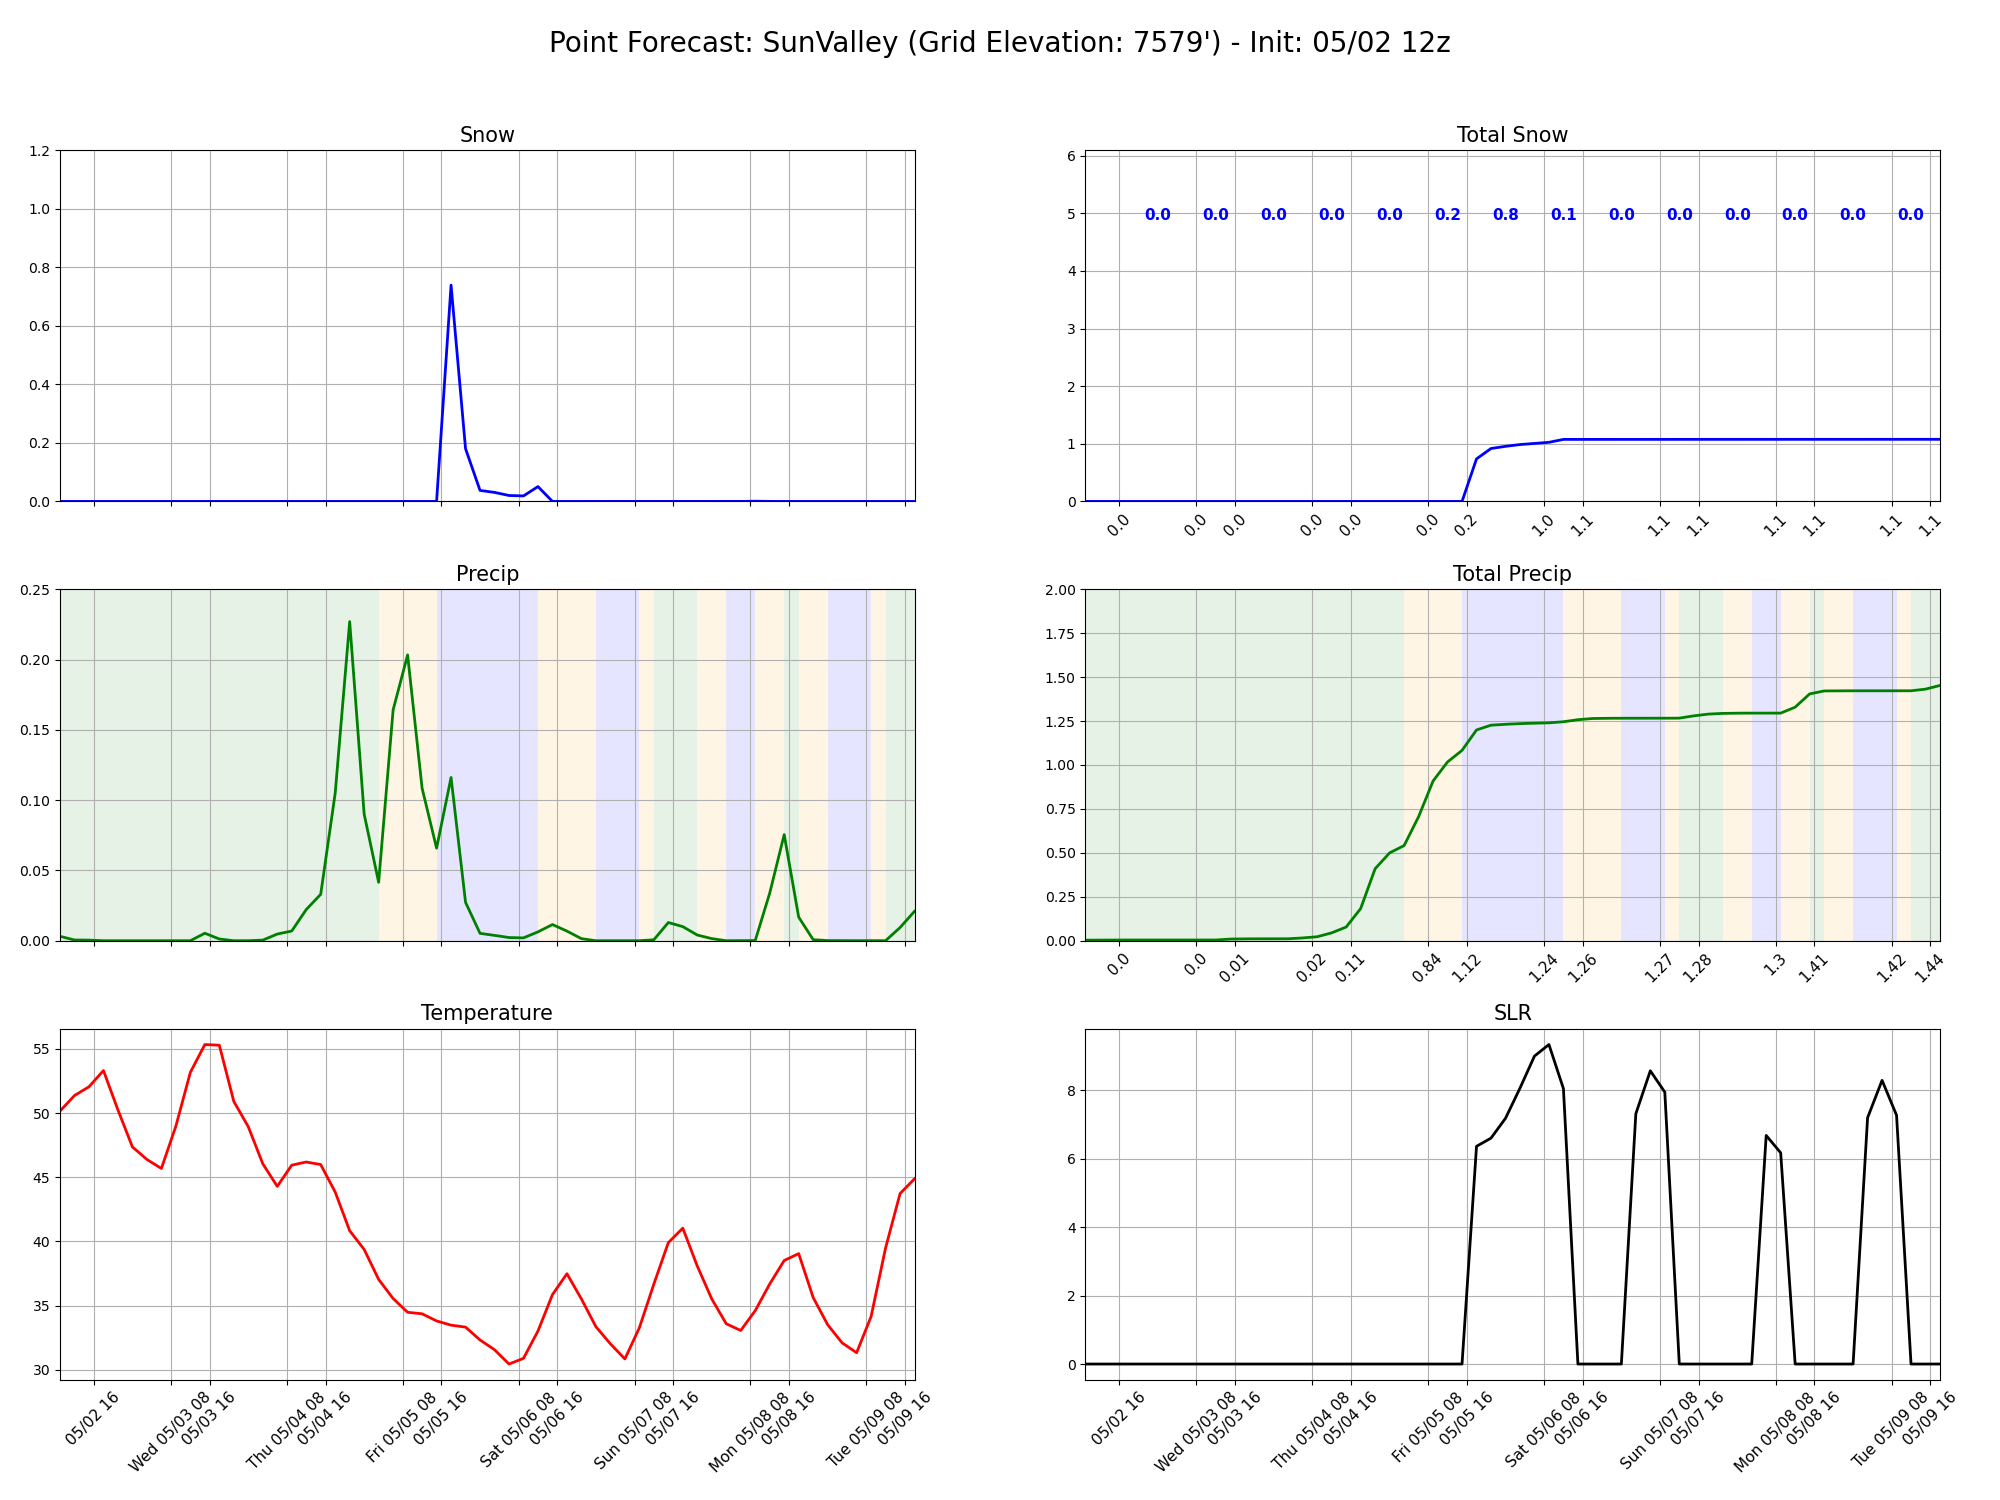 Point Forecast: SunValley (Grid Elevation: 7579') - Init: 05/02 12z
Snow
1.2
1.0
0.8
0.6
0.4
0.2
0.0
Total Snow
6
5
4
3
2
1
0
0.0 0.0 0.0 0.0 0.0 0.2 0.8 0.1 0.0 0.0 0.0 0.0 0.0 0.0
0.0 0.0 0.0 0.0 0.0 0.0 0.2 1.0 1.1 1.1 1.1 1.1 1.1 1.1 1.1
Precip
0.25
0.20
0.15
0.10
0.05
0.00
Total Precip
2.00
1.75
1.50
1.25
1.00
0.75
0.50
0.25
0.00
0.0 0.0 0.01 0.02 0.11 0.84 1.12 1.24 1.26 1.27 1.28 1.3 1.41 1.42 1.44
Temperature
55
50
45
40
35
30
05/02 16
Wed 05/03 08
05/03 16
Thu 05/04 08
05/04 16
Fri 05/05 08
05/05 16
Sat 05/06 08
05/06 16
Sun 05/07 08
05/07 16
Mon 05/08 08
05/08 16
Tue 05/09 08
05/09 16
SLR
8
6
4
2
0
05/02 16
Wed 05/03 08
05/03 16
Thu 05/04 08
05/04 16
Fri 05/05 08
05/05 16
Sat 05/06 08
05/06 16
Sun 05/07 08
05/07 16
Mon 05/08 08
05/08 16
Tue 05/09 08
05/09 16